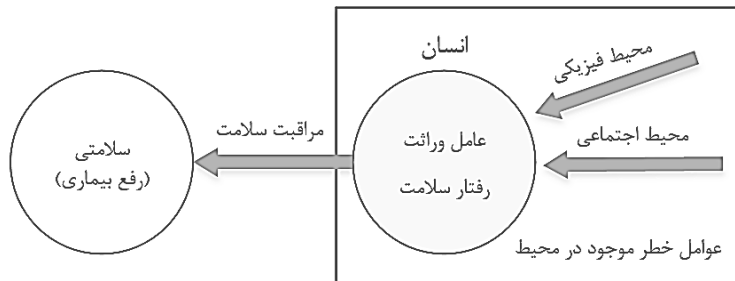 انسان
محیط فیزیکی
محیط اجتماعی
عامل وراثت
رفتار سلامت
مراقبت سلامت
سلامتی
(رفع بیماری)
عوامل خطر موجود در محیط